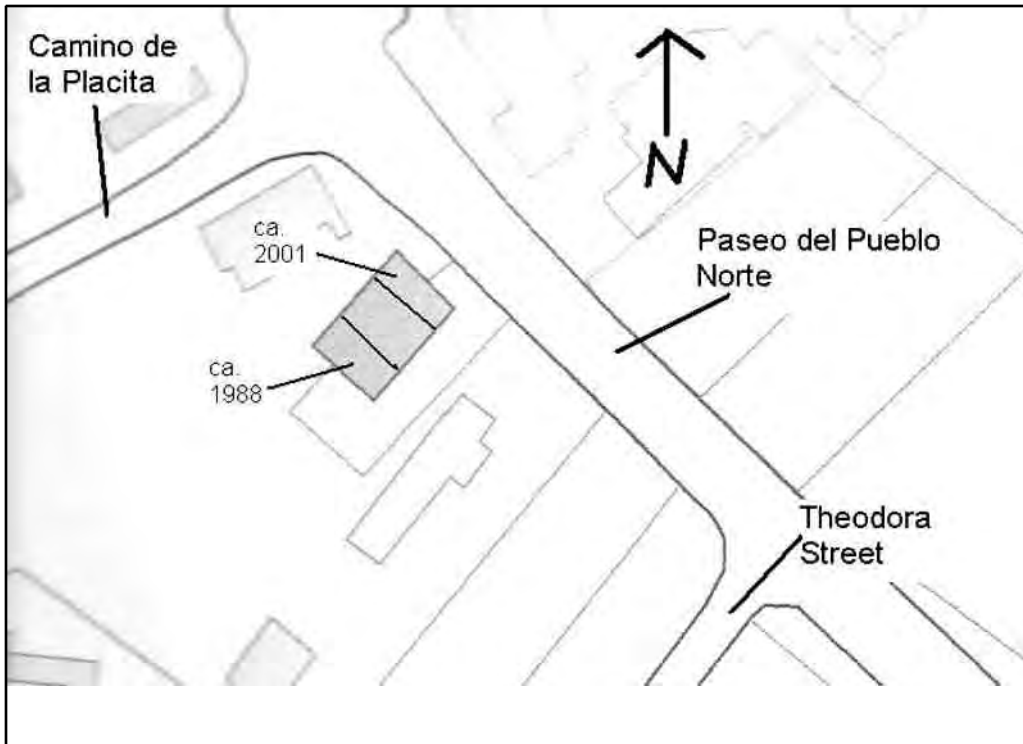 Camino de
la Placita
N
ca.
2001
Paseo del Pueblo
Norte
ca.
1988
Theodora
Street